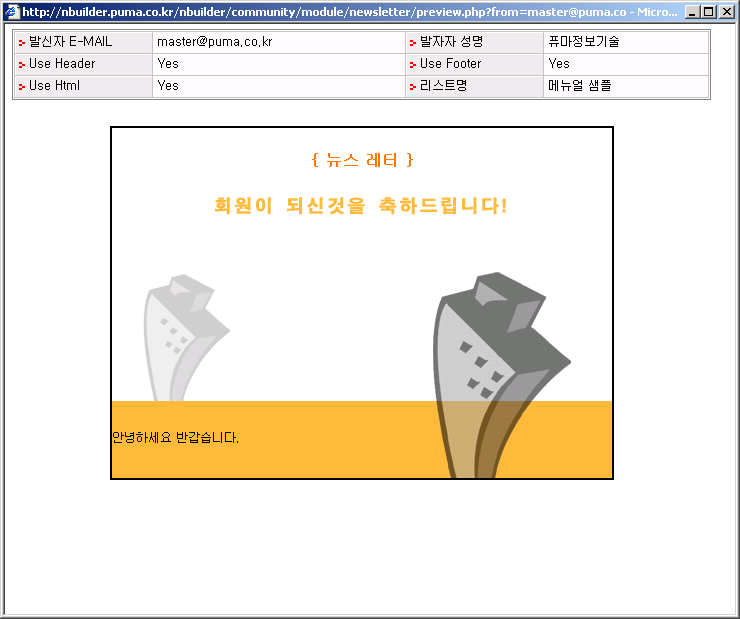 http://nbuilder.puma.co.kr/nbuilder/community/module/newsletter/preview.php?from=master@puma.co - Micro...
발신자 E-MAIL master@puma.co.kr 발자자 성명 퓨마정보기술
Use Header Yes Use Footer Yes
Use Html Yes 리스트명 메뉴얼 샘플
{ 뉴스 레터 }
회원이 되신것을 축하드립니다!
안녕하세요 반갑습니다.